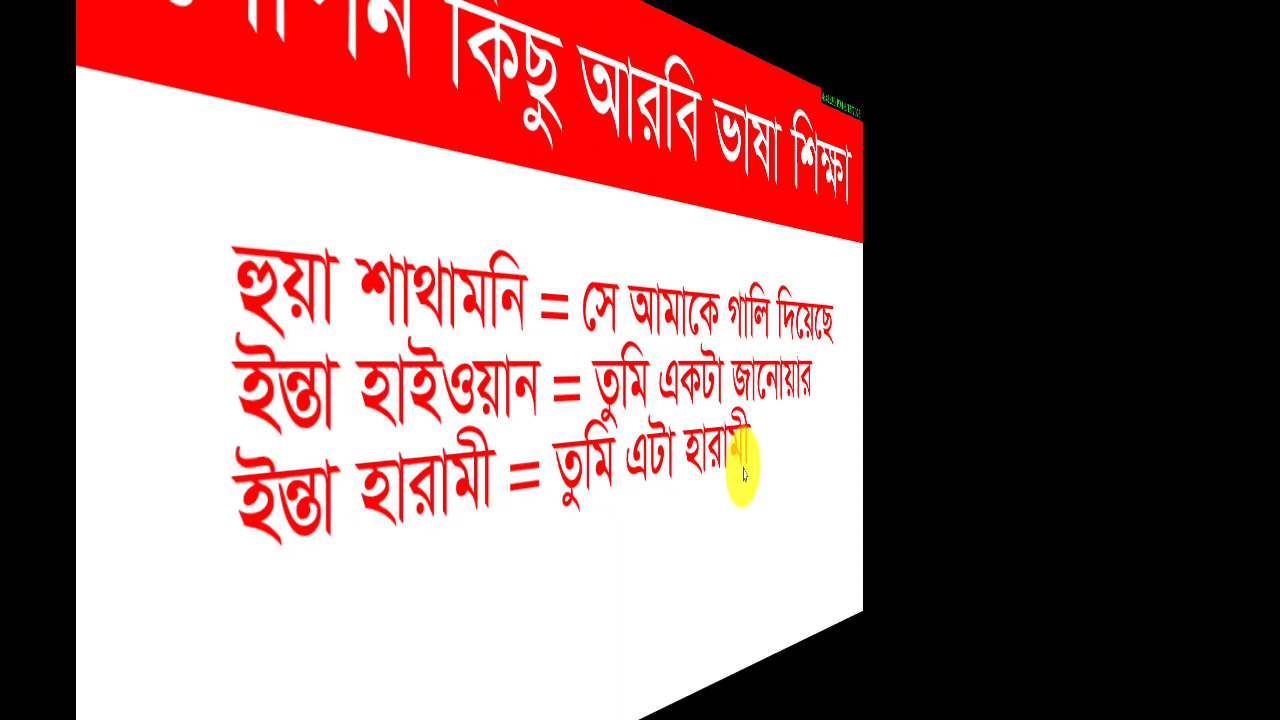 কিছু আরবি ভাষা শিক্ষা
হুয়া শাথামনি = সে আমাকে গালি দিয়েছে
ইন্তা হাইওয়ান = তুমি একটা জানোয়ার
ইন্তা হারামী = তুমি এটা হারামী